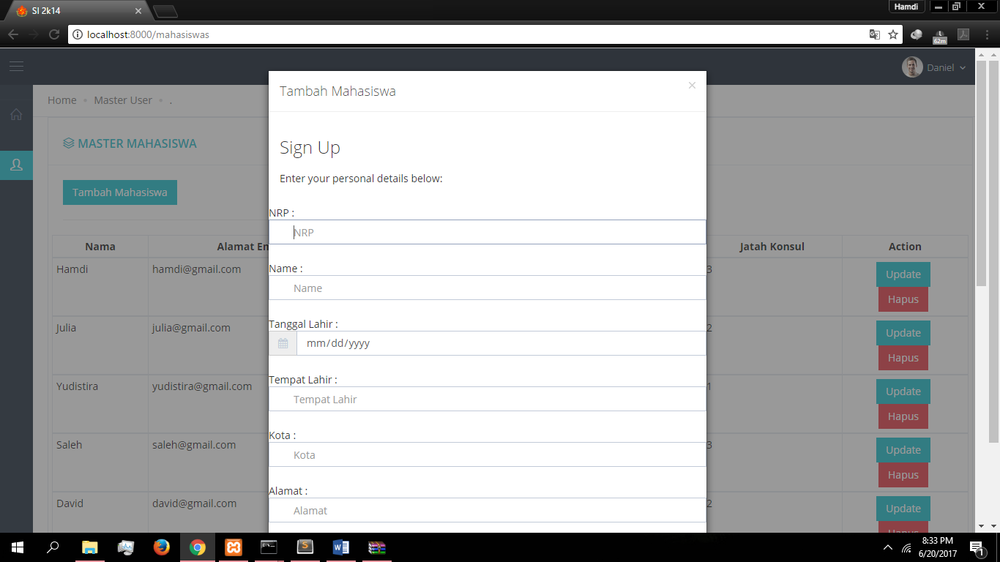 SI 2k14
Hamdi
localhost:8000/mahasiswas
62m
Daniel
Tambah Mahasiswa
×
Home • Master User • .
MASTER MAHASISWA
Sign Up
Enter your personal details below:
Tambah Mahasiswa
NRP :
NRP
Nama Alamat Em Jatah Konsul Action
Hamdi hamdi@gmail.com 3 Update
Hapus
Name :
Name
Julia julia@gmail.com 2 Update
Hapus
Tanggal Lahir :
mm/dd/yyyy
Yudistira yudistira@gmail.com 1 Update
Hapus
Tempat Lahir :
Tempat Lahir
Saleh saleh@gmail.com 3 Update
Hapus
Kota :
Kota
David david@gmail.com 2 Update
Hapus
Alamat :
Alamat
8:33 PM
6/20/2017
1